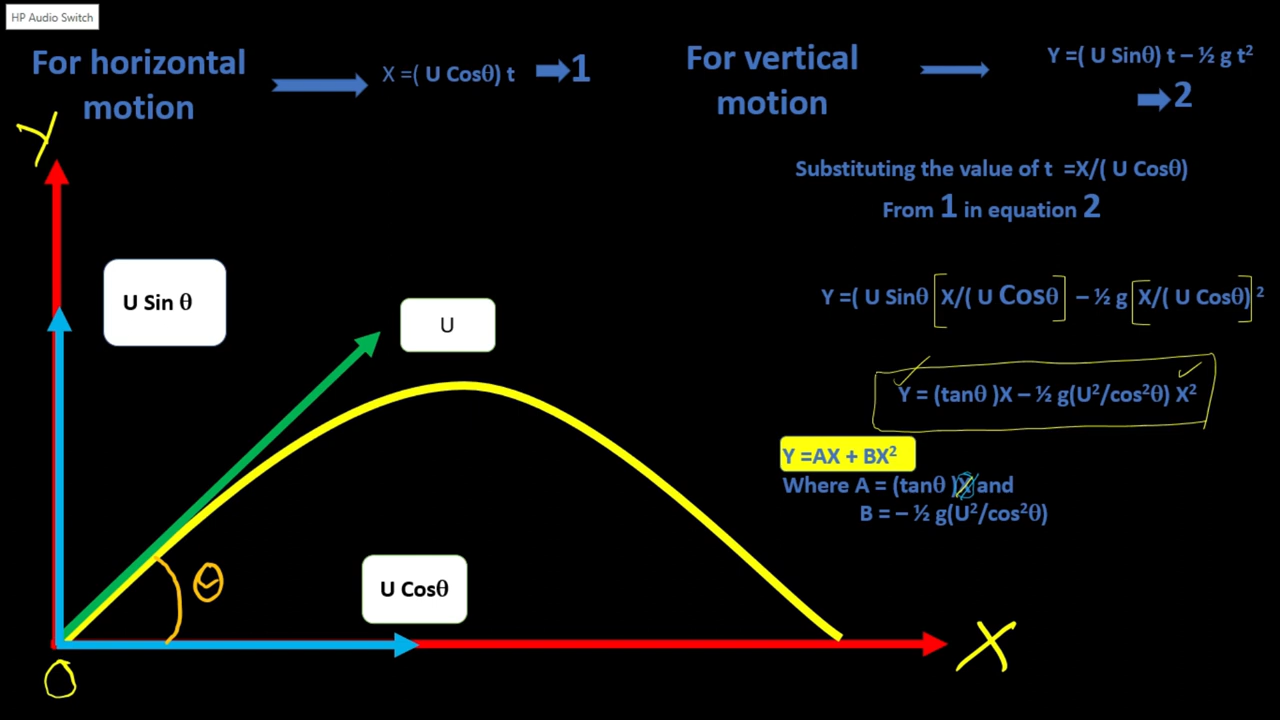 HP Audio Switch
For horizontal
motion
X =( U Cosθ) t
1
For vertical
motion
Y =( U Sinθ) t – ½ g t²
2
Substituting the value of t =X/( U Cosθ)
From 1 in equation 2
Y =( U Sinθ [X/( U Cosθ] – ½ g [X/( U Cosθ)] ²
Y = (tanθ )X – ½ g(U²/cos²θ) X²
Y =AX + BX²
Where A = (tanθ )X and
B = – ½ g(U²/cos²θ)
Y
U Sin θ
U
θ
U Cosθ
X
O